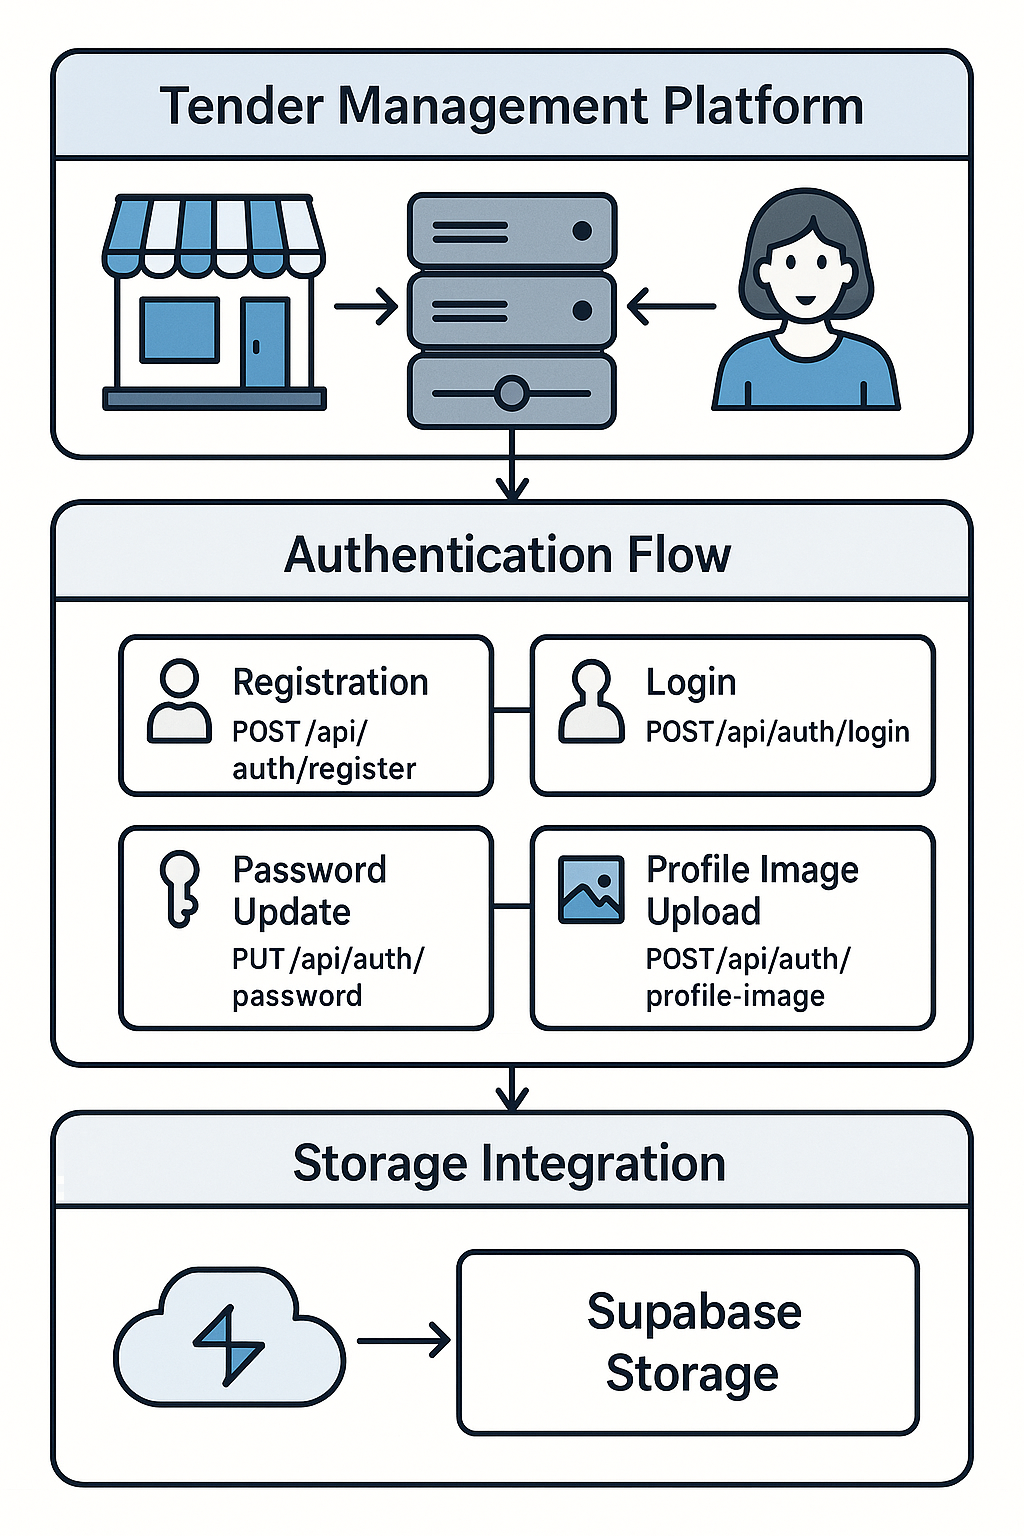 Tender Management Platform
Authentication Flow
Registration
POST /api/
auth/register
Login
POST/api/auth/login
Password
Update
PUT /api/auth/
password
Profile Image
Upload
POST/api/auth/
profile-image
Storage Integration
Supabase
Storage